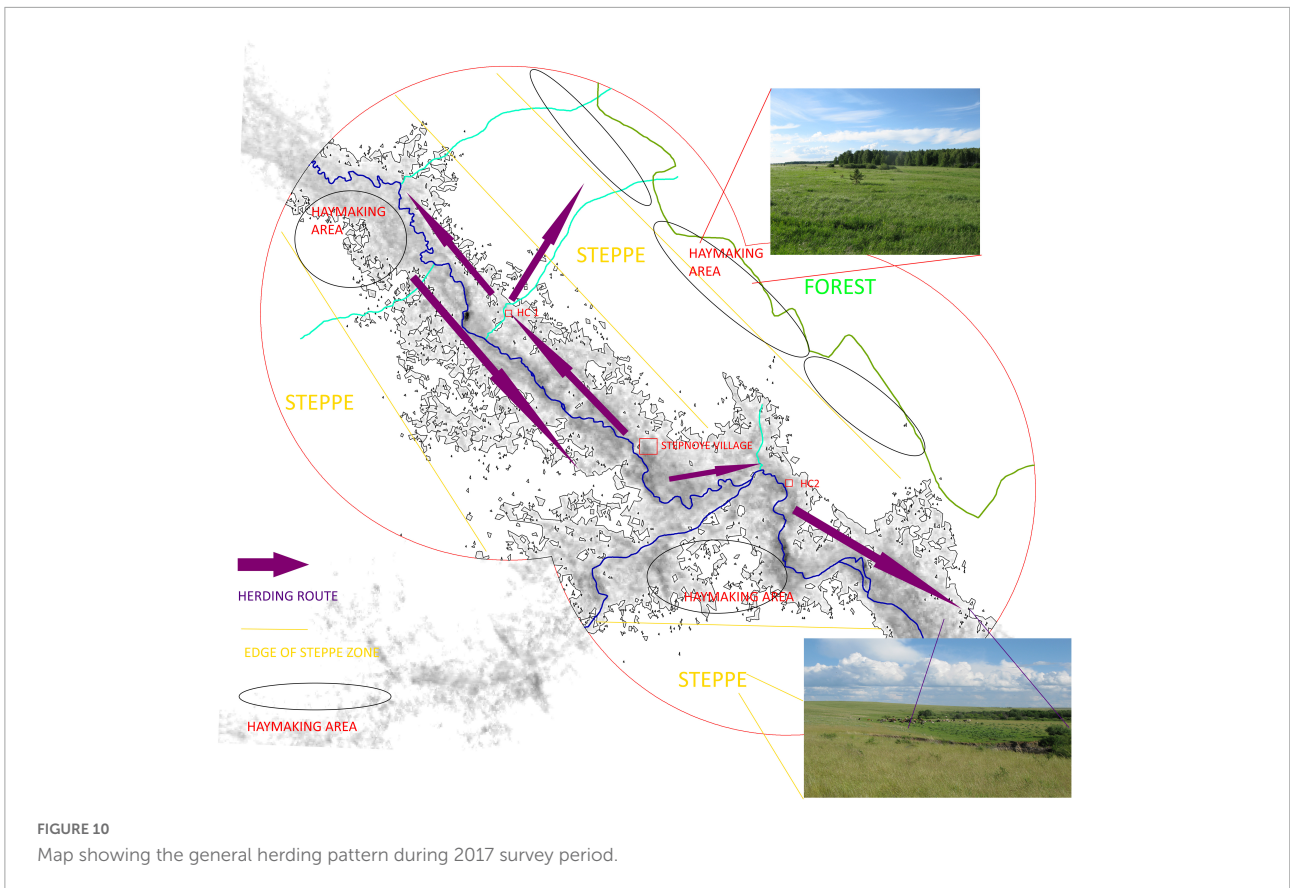 HAYMAKING
AREA
STEPPE
HAYMAKING
AREA
FOREST
HC 1
STEPPE
STEPNOYE VILLAGE
HC2
HERDING ROUTE
HAYMAKING AREA
EDGE OF STEPPE ZONE
STEPPE
HAYMAKING AREA
FIGURE 10
Map showing the general herding pattern during 2017 survey period.